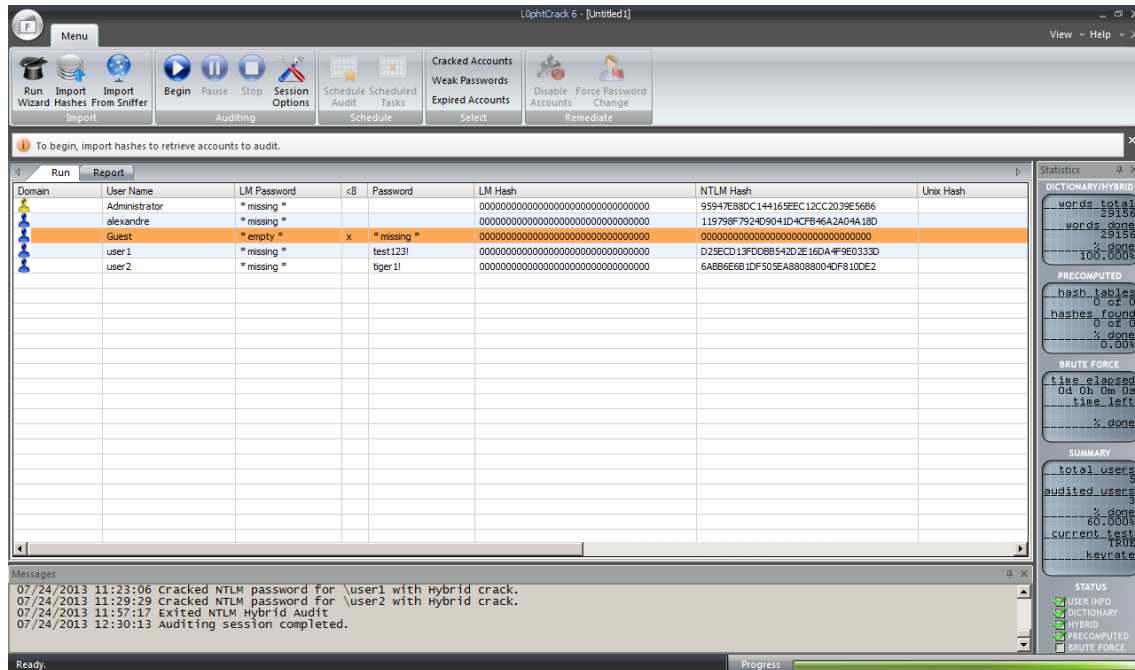 L0phtCrack 6 - [Untitled1]
F
Menu
View Help
Run Wizard
Import Hashes
Import From Sniffer
Begin
Pause
Stop
Session Options
Schedule Audit
Scheduled Tasks
Cracked Accounts
Weak Passwords
Expired Accounts
Disable Accounts
Force Password Change
Import
Auditing
Schedule
Select
Remediate
To begin, import hashes to retrieve accounts to audit.
Run Report
Domain User Name LM Password <8 Password LM Hash NTLM Hash Unix Hash
Administrator * missing * 00000000000000000000000000000000 95947E88DC144165EEC12CC2039E56B6
alexandre * missing * 00000000000000000000000000000000 119798F7924D9041D4CFB46A2A04A18D
Guest * empty * x * missing * 00000000000000000000000000000000 00000000000000000000000000000000
user1 * missing * test123! 00000000000000000000000000000000 D25ECD13FDDBB542D2E16DA4F9E0333D
user2 * missing * tiger1! 00000000000000000000000000000000 6ABB6E6B1DF505EA88088004DF810DE2
Statistics
DICTIONARY/HYBRID
words total
29156
words done
29156
% done
100.000%
PRECOMPUTED
hash tables
0 of 0
hashes found
0 of 0
% done
0.00%
BRUTE FORCE
time elapsed
0d 0h 0m 0s
time left
% done
SUMMARY
total users
5
audited users
3
% done
60.000%
current test
TRUE
keyrate
STATUS
USER INFO
DICTIONARY
HYBRID
PRECOMPUTED
BRUTE FORCE
Messages
07/24/2013 11:23:06 Cracked NTLM password for \user1 with Hybrid crack.
07/24/2013 11:29:29 Cracked NTLM password for \user2 with Hybrid crack.
07/24/2013 11:57:17 Exited NTLM Hybrid Audit
07/24/2013 12:30:13 Auditing session completed.
Ready.
Progress